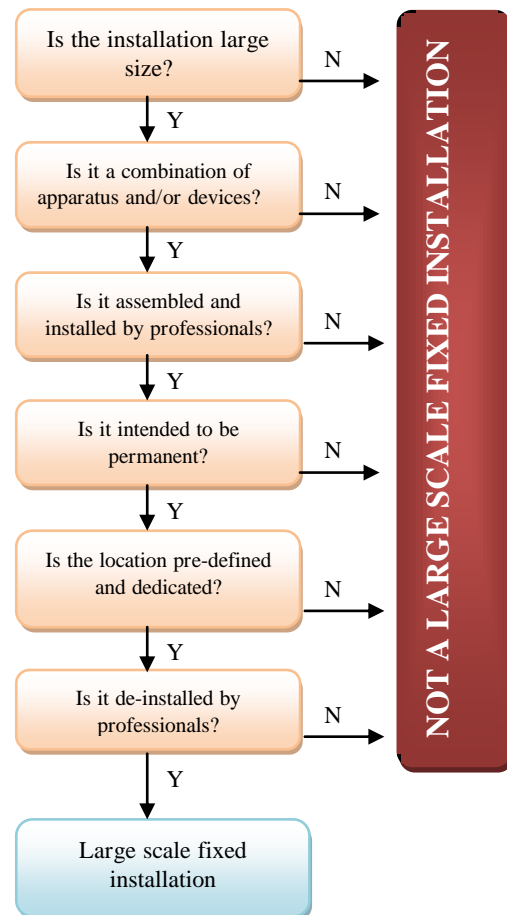 Is the installation large
size?
N
Y
Is it a combination of
apparatus and/or devices?
N
Y
Is it assembled and
installed by professionals?
N
Y
Is it intended to be
permanent?
N
Y
Is the location pre-defined
and dedicated?
N
Y
Is it de-installed by
professionals?
N
Y
Large scale fixed
installation
NOT A LARGE SCALE FIXED INSTALLATION